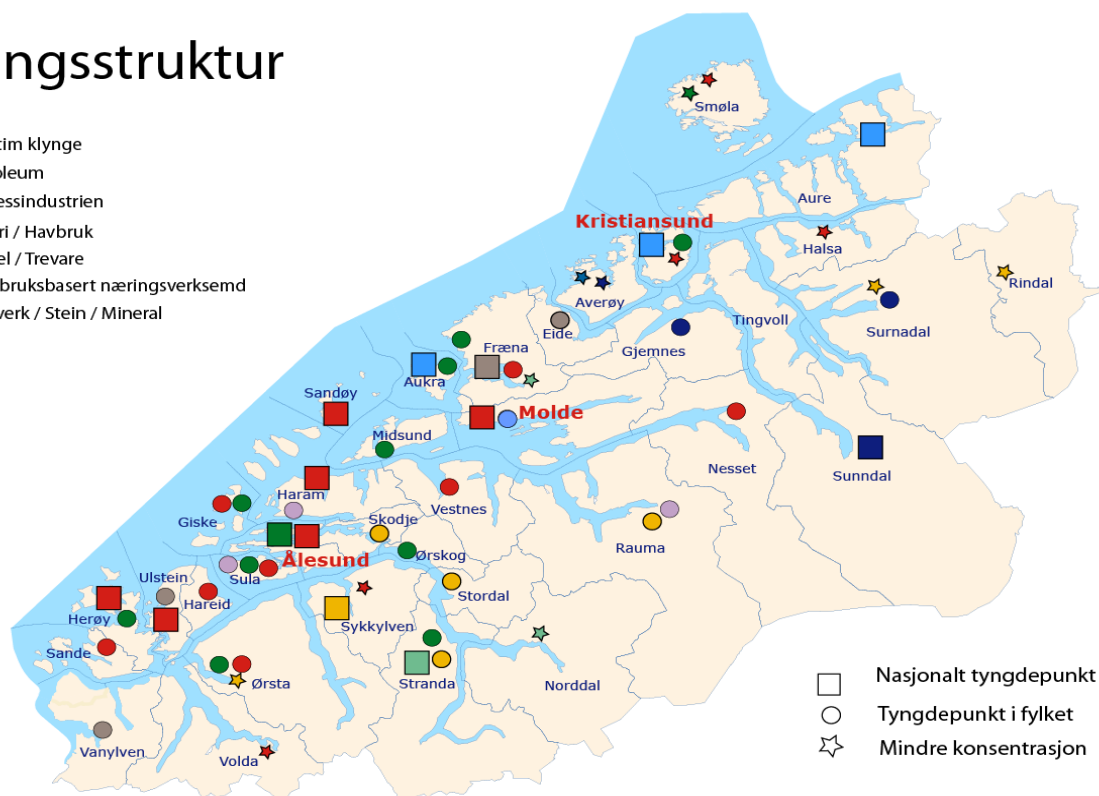 ngsstruktur
tim klynge
oleum
essindustrien
ri / Havbruk
el / Trevare
bruksbasert næringsverksemd
verk / Stein / Mineral
Smøla
Aure
Kristiansund
Halsa
Rindal
Averøy
Tingvoll
Surnadal
Eide
Gjemnes
Fræna
Aukra
Sandøy
Molde
Midsund
Nesset
Sunndal
Haram
Vestnes
Giske
Skodje
Rauma
Ørskog
Ålesund
Ulstein
Sula
Hareid
Stordal
Herøy
Sykkylven
Sande
Ørsta
Stranda
Norddal
Vanylven
Volda
Nasjonalt tyngdepunkt
Tyngdepunkt i fylket
Mindre konsentrasjon